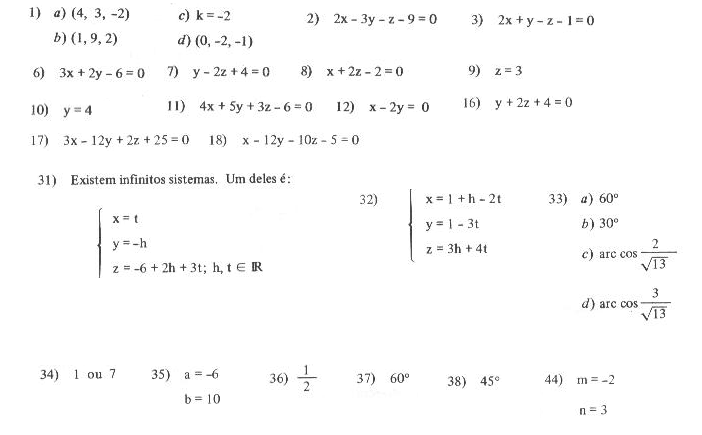 1) a) (4, 3, -2) c) k = -2 2) 2x - 3y - z - 9 = 0 3) 2x + y - z - 1 = 0
b) (1, 9, 2) d) (0, -2, -1)
6) 3x + 2y - 6 = 0 7) y - 2z + 4 = 0 8) x + 2z - 2 = 0 9) z = 3
10) y = 4 11) 4x + 5y + 3z - 6 = 0 12) x - 2y = 0 16) y + 2z + 4 = 0
17) 3x - 12y + 2z + 25 = 0 18) x - 12y - 10z - 5 = 0
31) Existem infinitos sistemas. Um deles é:
x = t
y = -h
z = -6 + 2h + 3t; h, t ∈ ℝ
32) x = 1 + h - 2t
y = 1 - 3t
z = 3h + 4t
33) a) 60º
b) 30º
c) arc cos 2/√13
d) arc cos 3/√13
34) 1 ou 7 35) a = -6 36) 1/2 37) 60º 38) 45º 44) m = -2
b = 10 n = 3